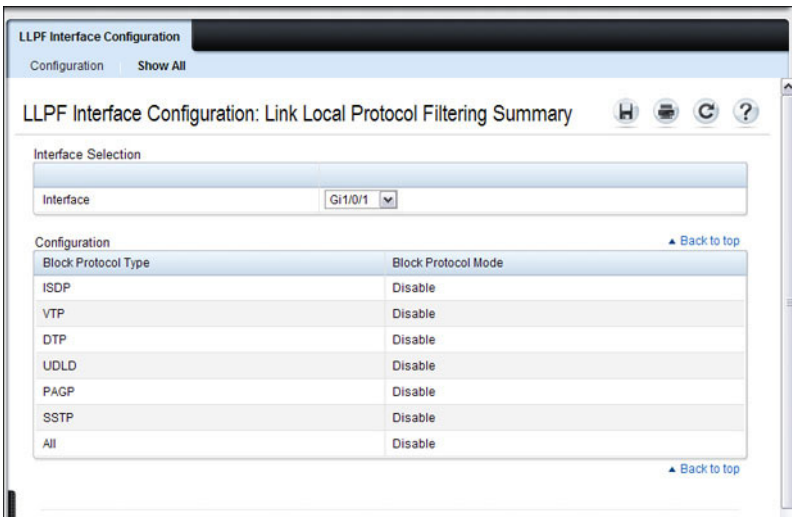 LLPF Interface Configuration
Configuration Show All
LLPF Interface Configuration: Link Local Protocol Filtering Summary
Interface Selection
Interface Gi1/0/1
Configuration Back to top
Block Protocol Type Block Protocol Mode
ISDP Disable
VTP Disable
DTP Disable
UDLD Disable
PAGP Disable
SSTP Disable
All Disable
Back to top